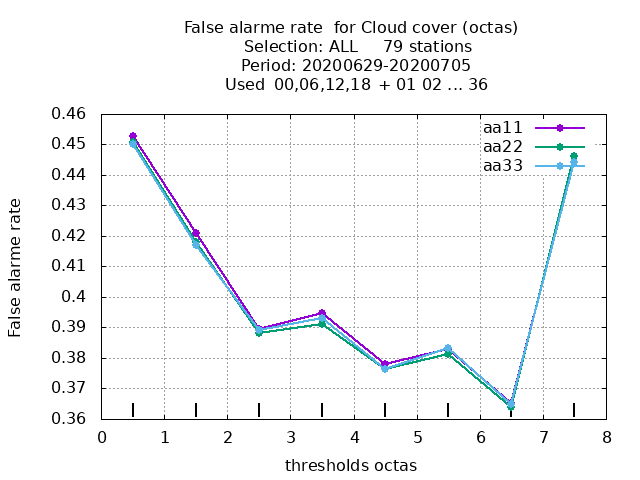 False alarme rate  for Cloud cover (octas)
Selection: ALL     79 stations
Period: 20200629-20200705
Used  00,06,12,18 + 01 02 ... 36
0.46
0.45
0.44
0.43
0.42
0.41
0.4
0.39
0.38
0.37
0.36
False alarme rate
aa11
aa22
aa33
0 1 2 3 4 5 6 7 8
thresholds octas